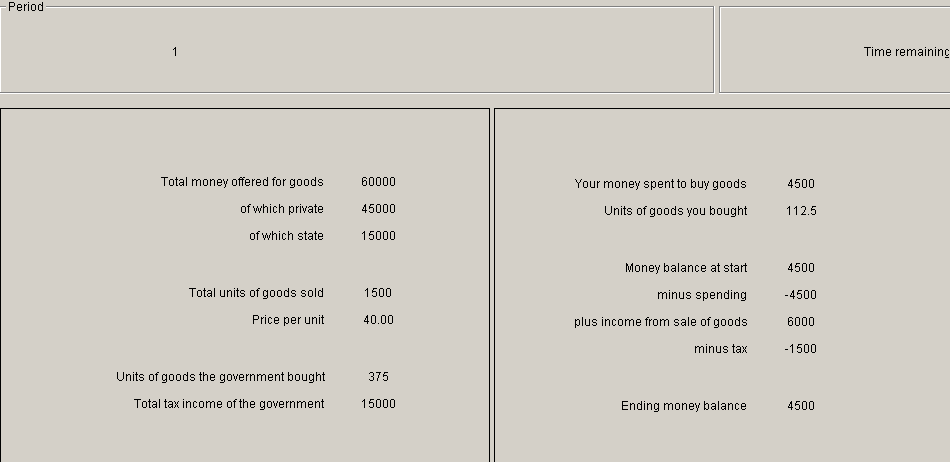 Period
1
Time remaining
Total money offered for goods 60000
of which private 45000
of which state 15000
Total units of goods sold 1500
Price per unit 40.00
Units of goods the government bought 375
Total tax income of the government 15000
Your money spent to buy goods 4500
Units of goods you bought 112.5
Money balance at start 4500
minus spending -4500
plus income from sale of goods 6000
minus tax -1500
Ending money balance 4500